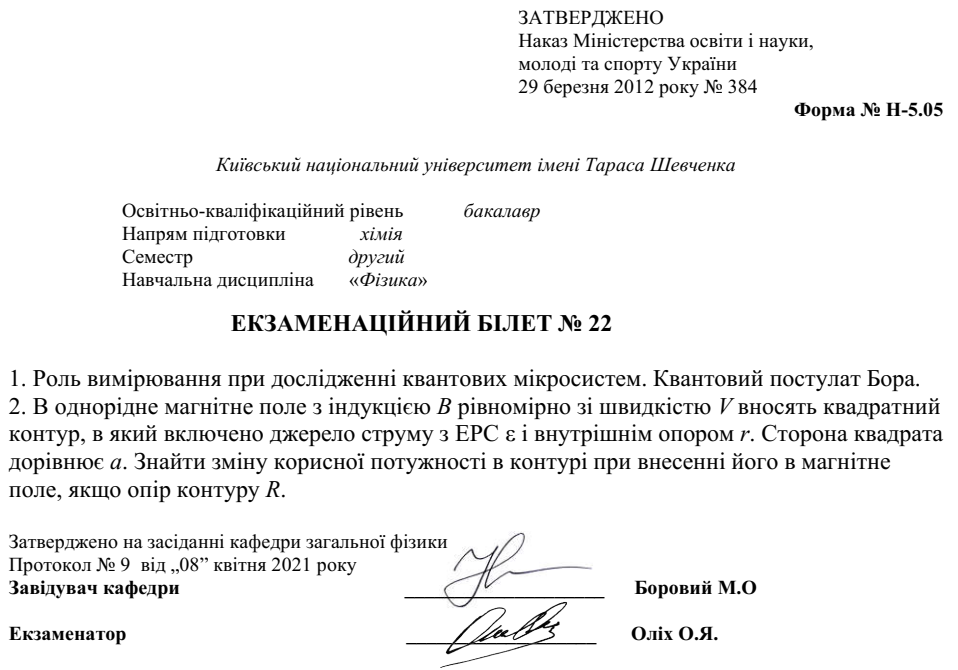 ЗАТВЕРДЖЕНО
Наказ Міністерства освіти і науки,
молоді та спорту України
29 березня 2012 року № 384
Форма № Н-5.05
Київський національний університет імені Тараса Шевченка
Освітньо-кваліфікаційний рівень бакалавр
Напрям підготовки хімія
Семестр другий
Навчальна дисципліна «Фізика»
ЕКЗАМЕНАЦІЙНИЙ БІЛЕТ № 22
1. Роль вимірювання при дослідженні квантових мікросистем. Квантовий постулат Бора.
2. В однорідне магнітне поле з індукцією B рівномірно зі швидкістю V вносять квадратний
контур, в який включено джерело струму з ЕРС ε і внутрішнім опором r. Сторона квадрата
дорівнює a. Знайти зміну корисної потужності в контурі при внесенні його в магнітне
поле, якщо опір контуру R.
Затверджено на засіданні кафедри загальної фізики
Протокол № 9 від „08” квітня 2021 року
Завідувач кафедри Боровий М.О
Екзаменатор Оліх О.Я.